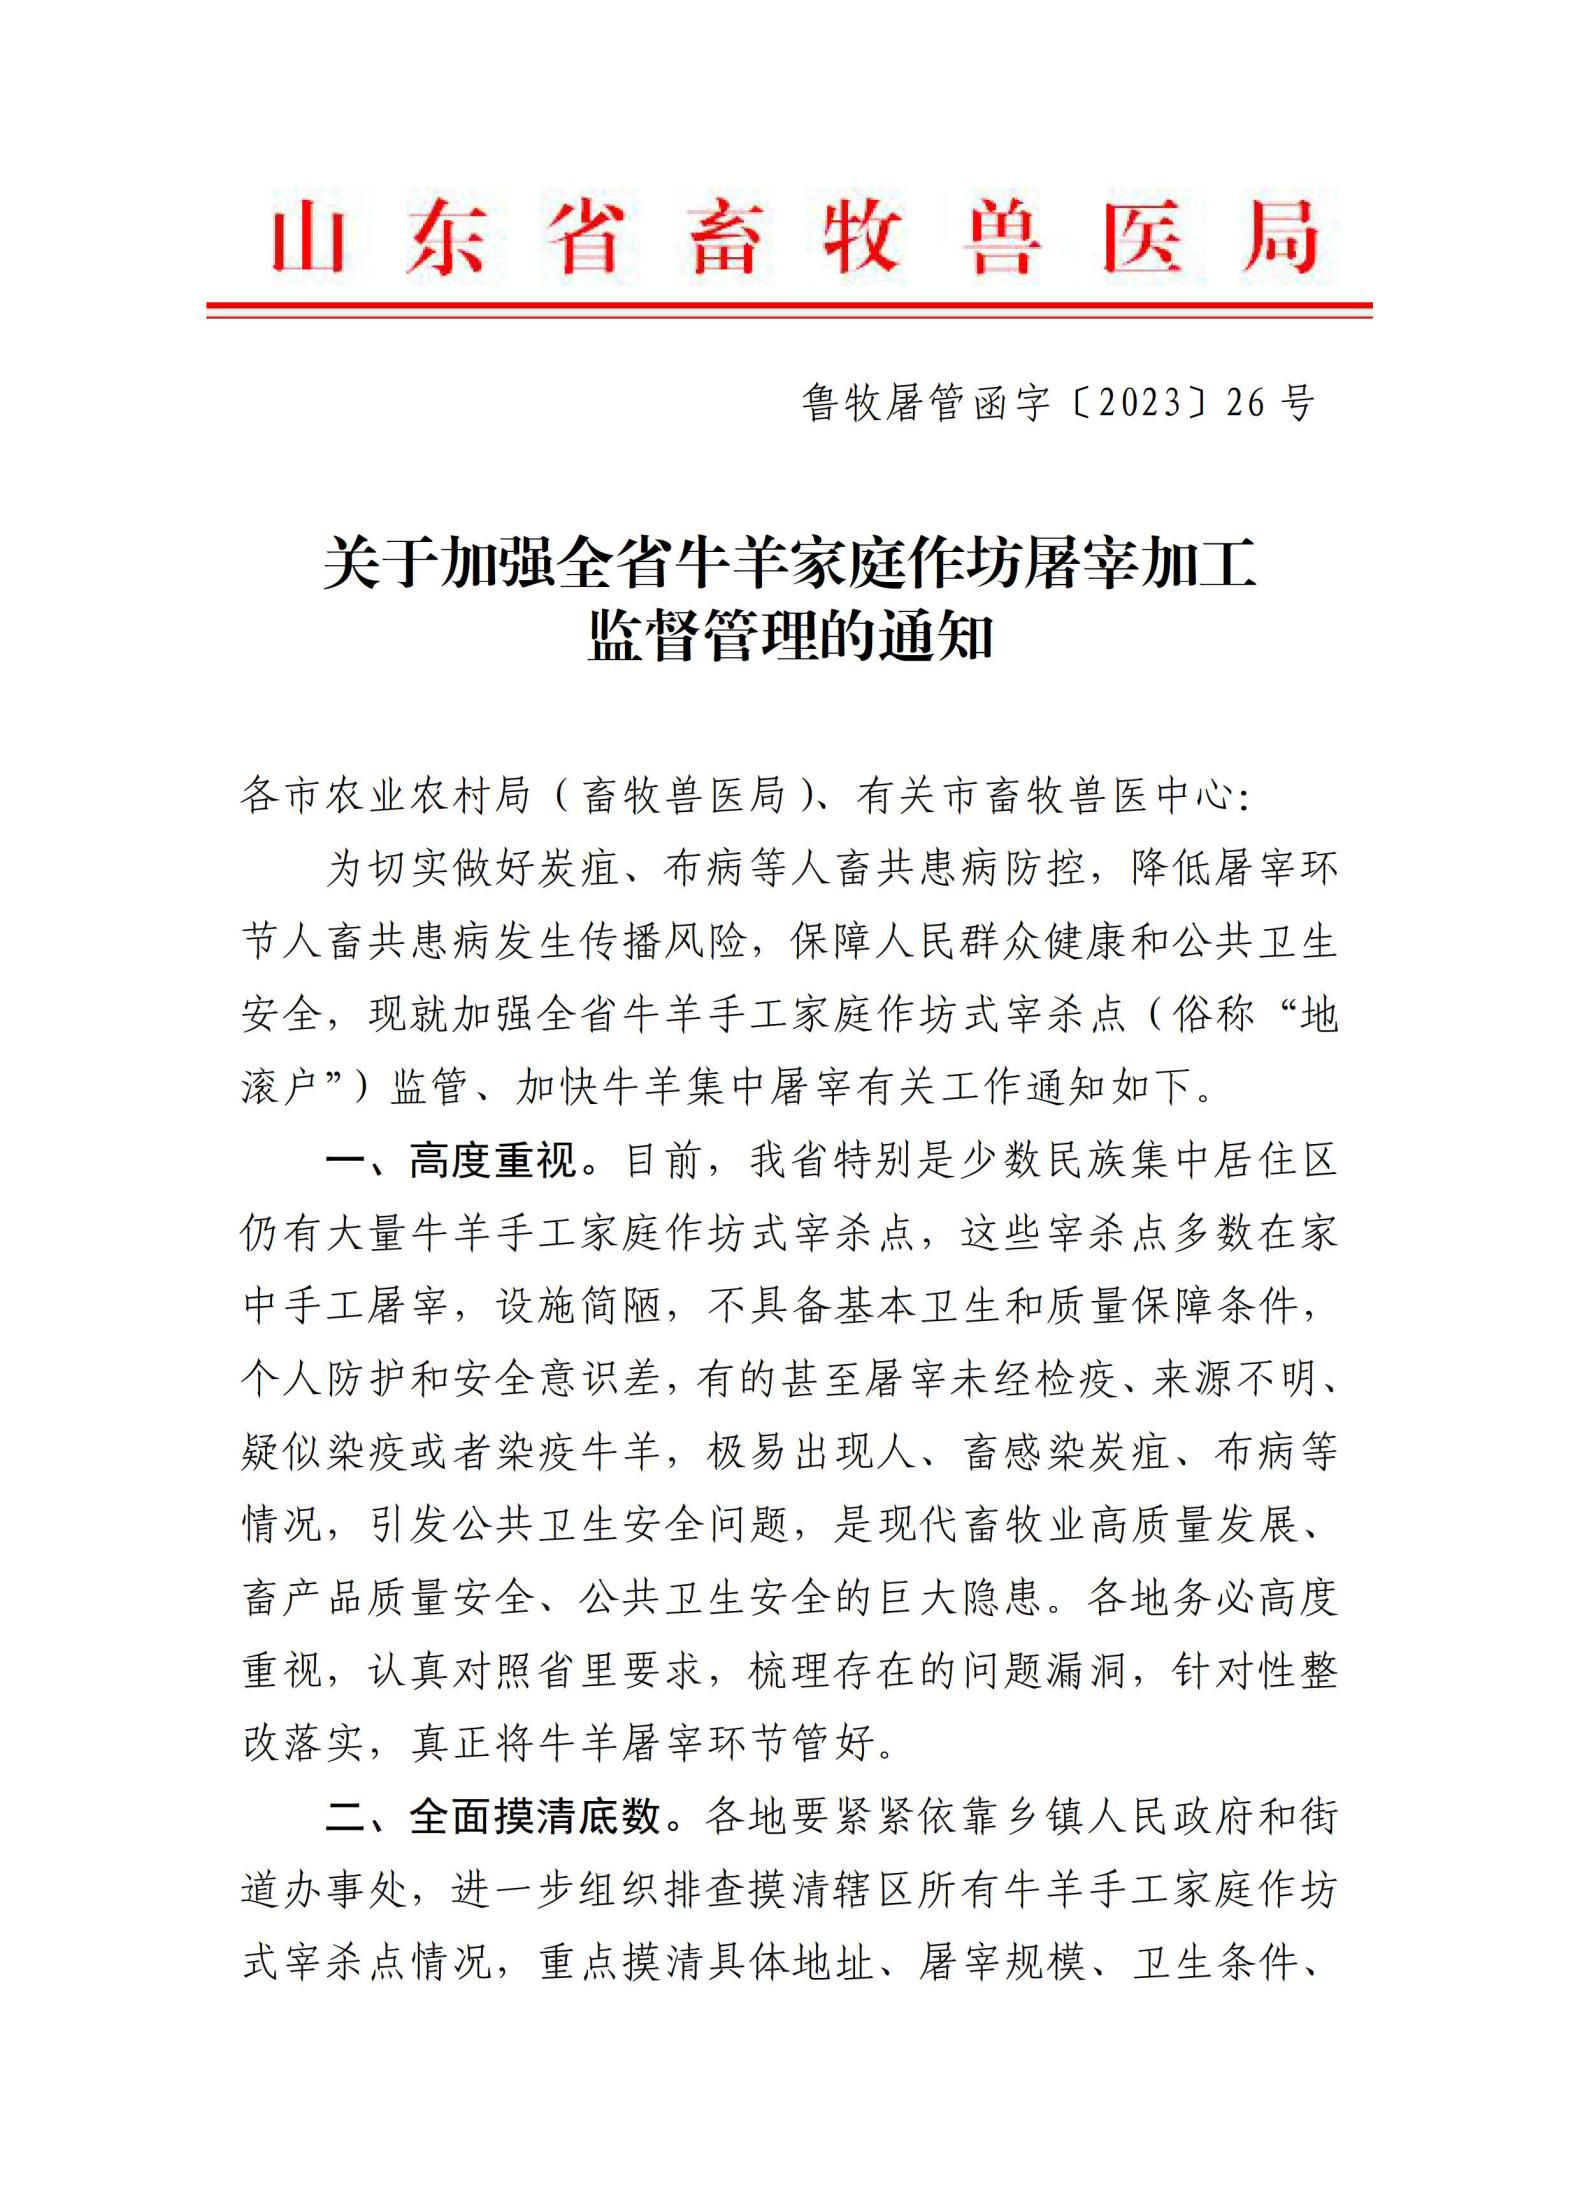 山东省畜牧兽医局
鲁牧屠管函字〔2023〕26 号
关于加强全省牛羊家庭作坊屠宰加工
监督管理的通知
各市农业农村局（畜牧兽医局）、有关市畜牧兽医中心：
为切实做好炭疽、布病等人畜共患病防控，降低屠宰环
节人畜共患病发生传播风险，保障人民群众健康和公共卫生
安全，现就加强全省牛羊手工家庭作坊式宰杀点（俗称“地
滚户”）监管、加快牛羊集中屠宰有关工作通知如下。
一、高度重视。目前，我省特别是少数民族集中居住区
仍有大量牛羊手工家庭作坊式宰杀点，这些宰杀点多数在家
中手工屠宰，设施简陋，不具备基本卫生和质量保障条件，
个人防护和安全意识差，有的甚至屠宰未经检疫、来源不明、
疑似染疫或者染疫牛羊，极易出现人、畜感染炭疽、布病等
情况，引发公共卫生安全问题，是现代畜牧业高质量发展、
畜产品质量安全、公共卫生安全的巨大隐患。各地务必高度
重视，认真对照省里要求，梳理存在的问题漏洞，针对性整
改落实，真正将牛羊屠宰环节管好。
二、全面摸清底数。各地要紧紧依靠乡镇人民政府和街
道办事处，进一步组织排查摸清辖区所有牛羊手工家庭作坊
式宰杀点情况，重点摸清具体地址、屠宰规模、卫生条件、